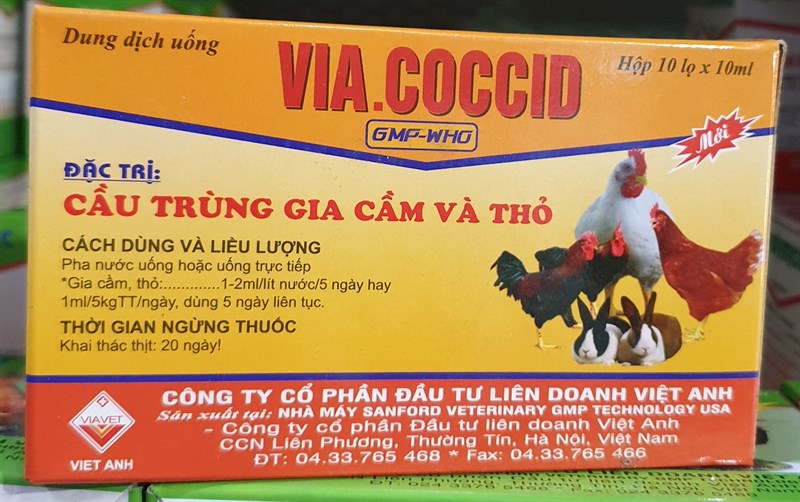 Dung dịch uống
VIA.COCCID
Hộp 10 lọ x 10ml
GMP-WHO
Mới
ĐẶC TRỊ:
CẦU TRÙNG GIA CẦM VÀ THỎ
CÁCH DÙNG VÀ LIỀU LƯỢNG
Pha nước uống hoặc uống trực tiếp
*Gia cầm, thỏ:.............1-2ml/lít nước/5 ngày hay
1ml/5kgTT/ngày, dùng 5 ngày liên tục.
THỜI GIAN NGỪNG THUỐC
Khai thác thịt: 20 ngày!
VIAVET
VIET ANH
CÔNG TY CỔ PHẦN ĐẦU TƯ LIÊN DOANH VIỆT ANH
Sản xuất tại: NHÀ MÁY SANFORD VETERINARY GMP TECHNOLOGY USA
- Công ty cổ phần Đầu tư liên doanh Việt Anh
CCN Liên Phương, Thường Tín, Hà Nội, Việt Nam
ĐT: 04.33.765 468 * Fax: 04.33.765 466